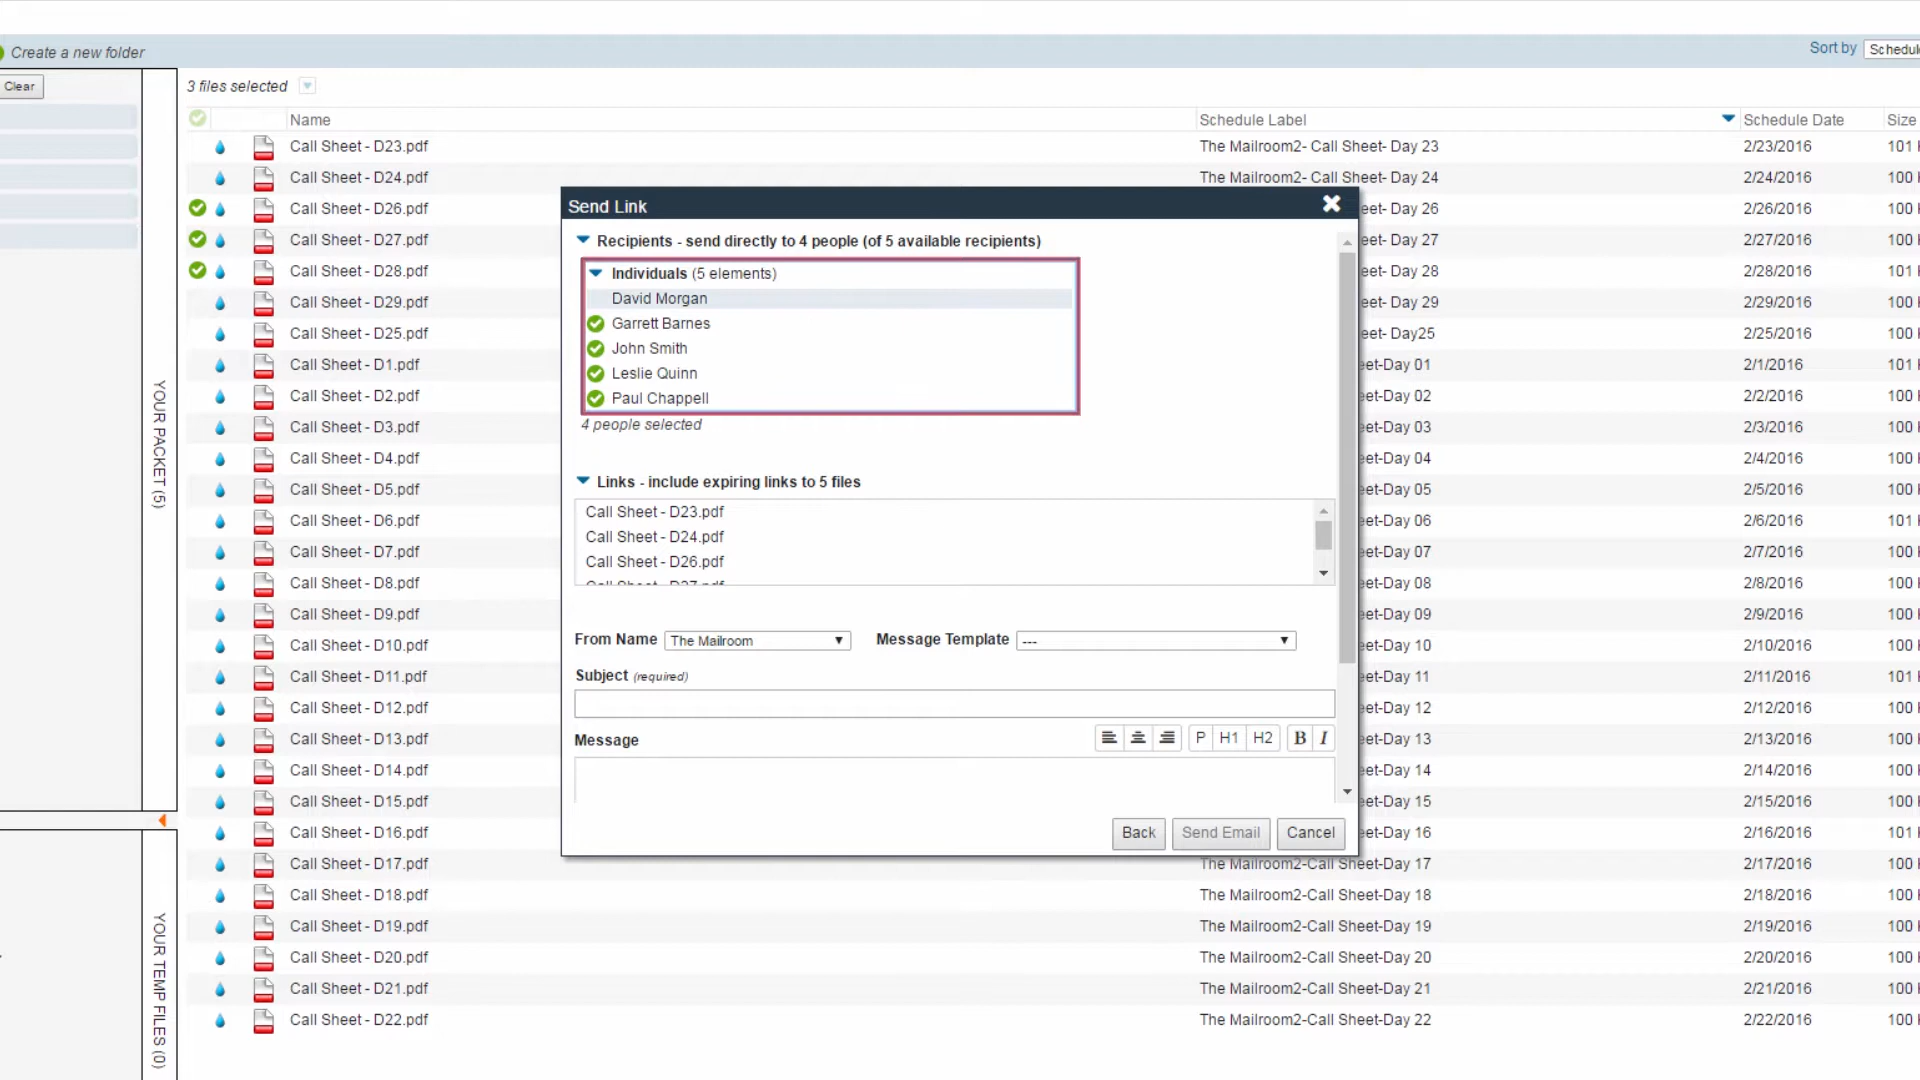 Create a new folder
Sort by Schedul
Clear
3 files selected
Name Schedule Label Schedule Date Size
Call Sheet - D23.pdf The Mailroom2- Call Sheet- Day 23 2/23/2016 101
Call Sheet - D24.pdf The Mailroom2- Call Sheet- Day 24 2/24/2016 100
Call Sheet - D26.pdf eet- Day 26 2/26/2016 100
Call Sheet - D27.pdf eet- Day 27 2/27/2016 100
Call Sheet - D28.pdf eet- Day 28 2/28/2016 101
Call Sheet - D29.pdf eet- Day 29 2/29/2016 100
Call Sheet - D25.pdf eet- Day25 2/25/2016 100
Call Sheet - D1.pdf eet-Day 01 2/1/2016 101
Call Sheet - D2.pdf eet-Day 02 2/2/2016 100
Call Sheet - D3.pdf eet-Day 03 2/3/2016 100
Call Sheet - D4.pdf eet-Day 04 2/4/2016 100
Call Sheet - D5.pdf eet-Day 05 2/5/2016 100
Call Sheet - D6.pdf eet-Day 06 2/6/2016 101
Call Sheet - D7.pdf eet-Day 07 2/7/2016 100
Call Sheet - D8.pdf eet-Day 08 2/8/2016 100
Call Sheet - D9.pdf eet-Day 09 2/9/2016 100
Call Sheet - D10.pdf eet-Day 10 2/10/2016 100
Call Sheet - D11.pdf eet-Day 11 2/11/2016 101
Call Sheet - D12.pdf eet-Day 12 2/12/2016 100
Call Sheet - D13.pdf eet-Day 13 2/13/2016 100
Call Sheet - D14.pdf eet-Day 14 2/14/2016 100
Call Sheet - D15.pdf eet-Day 15 2/15/2016 100
Call Sheet - D16.pdf eet-Day 16 2/16/2016 101
Call Sheet - D17.pdf The Mailroom2-Call Sheet-Day 17 2/17/2016 100
Call Sheet - D18.pdf The Mailroom2-Call Sheet-Day 18 2/18/2016 100
Call Sheet - D19.pdf The Mailroom2-Call Sheet-Day 19 2/19/2016 100
Call Sheet - D20.pdf The Mailroom2-Call Sheet-Day 20 2/20/2016 100
Call Sheet - D21.pdf The Mailroom2-Call Sheet-Day 21 2/21/2016 100
Call Sheet - D22.pdf The Mailroom2-Call Sheet-Day 22 2/22/2016 100
YOUR PACKET (5)
YOUR TEMP FILES (0)
Send Link
Recipients - send directly to 4 people (of 5 available recipients)
Individuals (5 elements)
David Morgan
Garrett Barnes
John Smith
Leslie Quinn
Paul Chappell
4 people selected
Links - include expiring links to 5 files
Call Sheet - D23.pdf
Call Sheet - D24.pdf
Call Sheet - D26.pdf
Call Sheet - D27.pdf
From Name The Mailroom Message Template ---
Subject (required)
Message P H1 H2 B I
Back Send Email Cancel